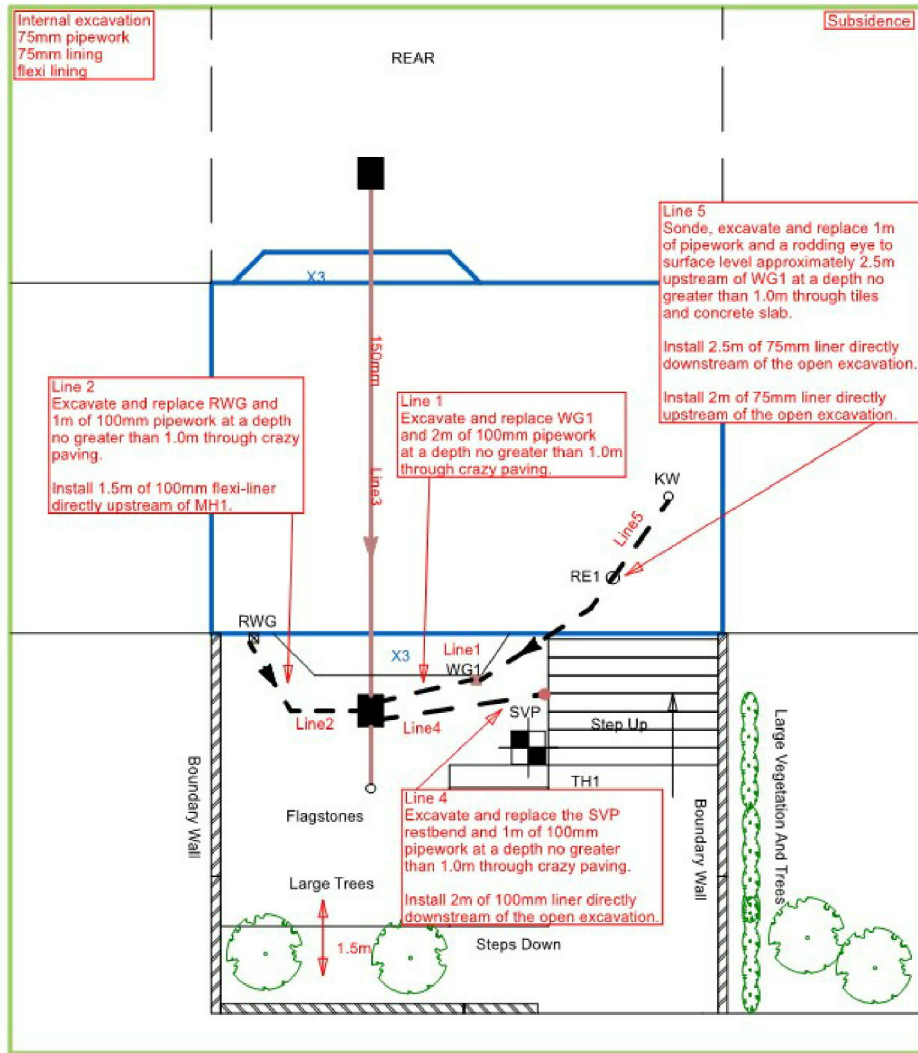 Internal excavation
75mm pipework
75mm lining
flexi lining
Subsidence
REAR
X3
150mm
Line3
Line 5
Sonde, excavate and replace 1m
of pipework and a rodding eye to
surface level approximately 2.5m
upstream of WG1 at a depth no
greater than 1.0m through tiles
and concrete slab.
Install 2.5m of 75mm liner directly
downstream of the open excavation.
Install 2m of 75mm liner directly
upstream of the open excavation.
Line 2
Excavate and replace RWG and
1m of 100mm pipework at a depth
no greater than 1.0m through crazy
paving.
Install 1.5m of 100mm flexi-liner
directly upstream of MH1.
Line 1
Excavate and replace WG1
and 2m of 100mm pipework
at a depth no greater than 1.0m
through crazy paving.
KW
Line5
RE1
RWG
X3
Line1
WG1
Line2
Line4
SVP
Step Up
TH1
Boundary Wall
Flagstones
Line 4
Excavate and replace the SVP
restbend and 1m of 100mm
pipework at a depth no greater
than 1.0m through crazy paving.
Install 2m of 100mm liner directly
downstream of the open excavation.
Boundary Wall
Large Vegetation And Trees
Large Trees
1.5m
Steps Down